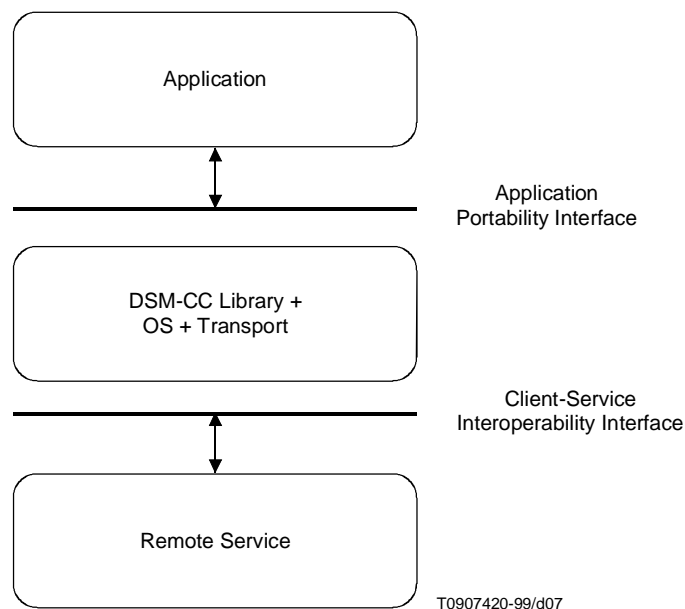 Application
Application
Portability Interface
DSM-CC Library +
OS + Transport
Client-Service
Interoperability Interface
Remote Service
T0907420-99/d07